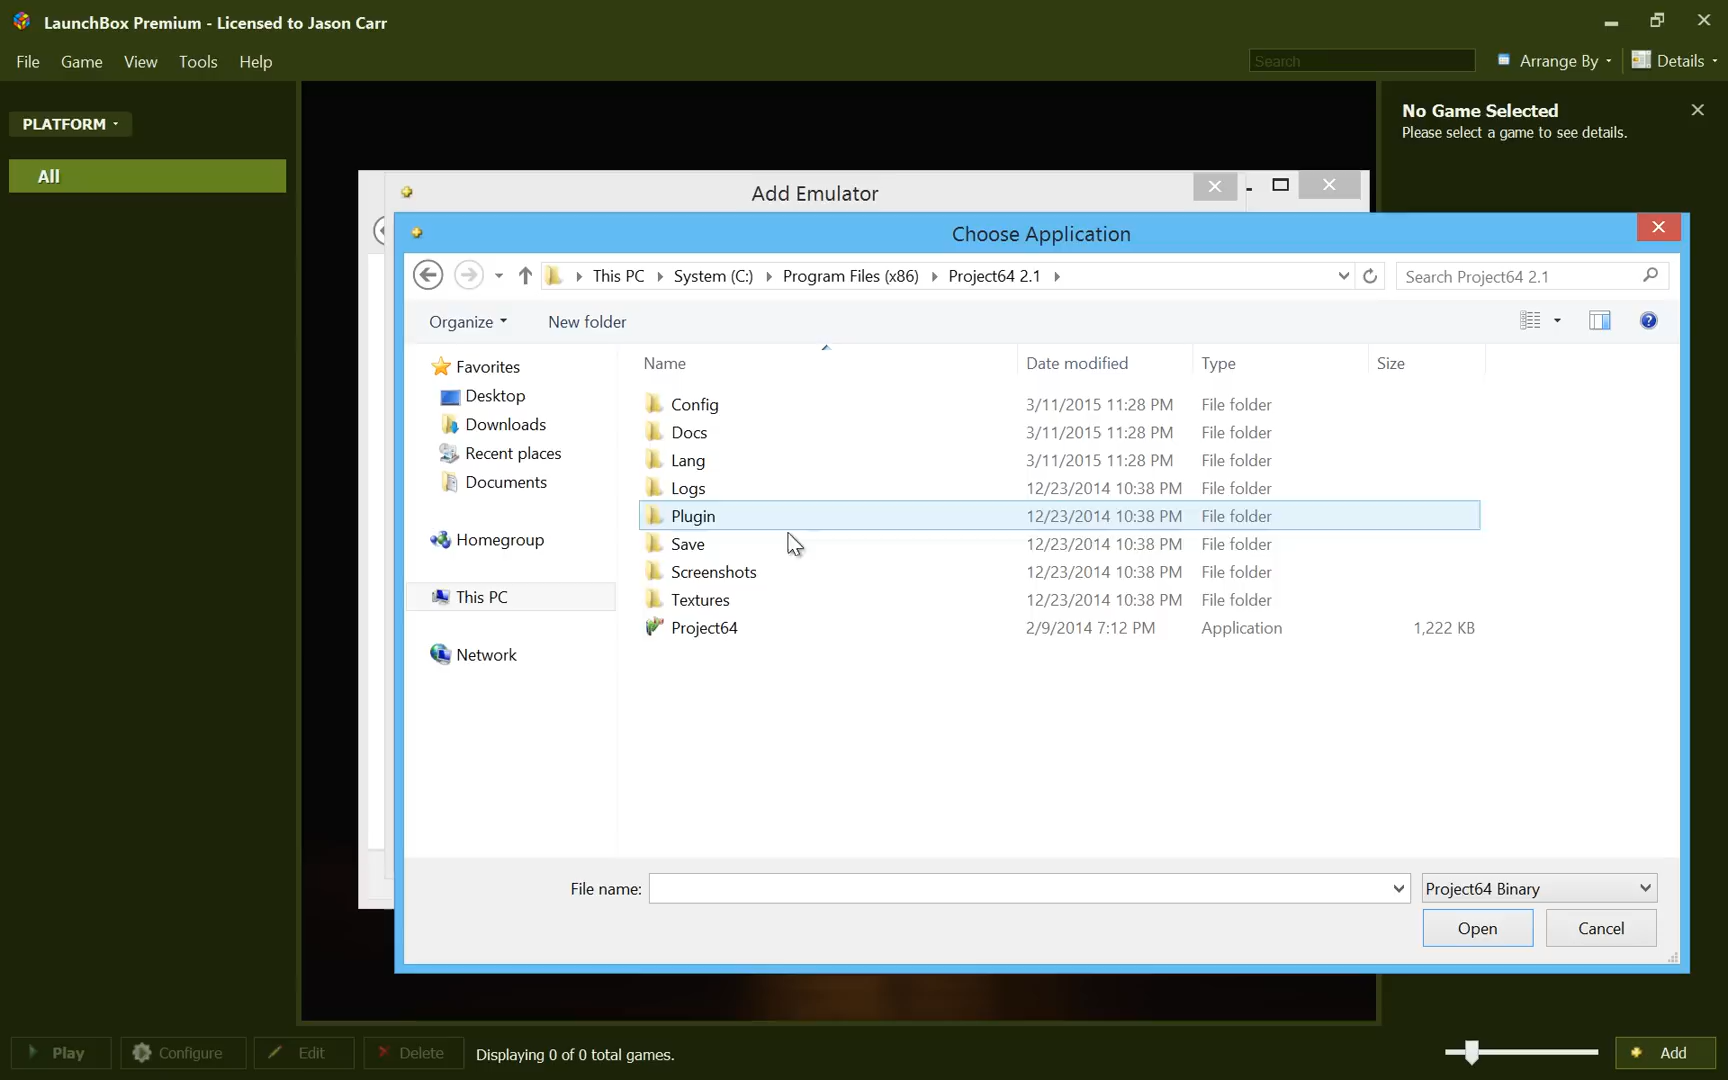 LaunchBox Premium - Licensed to Jason Carr
File Game View Tools Help
Search
Arrange By
Details
PLATFORM
All
No Game Selected
Please select a game to see details.
Add Emulator
Choose Application
This PC System (C:) Program Files (x86) Project64 2.1
Search Project64 2.1
Organize New folder
Favorites
Desktop
Downloads
Recent places
Documents
Homegroup
This PC
Network
Name Date modified Type Size
Config 3/11/2015 11:28 PM File folder
Docs 3/11/2015 11:28 PM File folder
Lang 3/11/2015 11:28 PM File folder
Logs 12/23/2014 10:38 PM File folder
Plugin 12/23/2014 10:38 PM File folder
Save 12/23/2014 10:38 PM File folder
Screenshots 12/23/2014 10:38 PM File folder
Textures 12/23/2014 10:38 PM File folder
Project64 2/9/2014 7:12 PM Application 1,222 KB
File name:
Project64 Binary
Open Cancel
Play Configure Edit Delete Displaying 0 of 0 total games.
Add